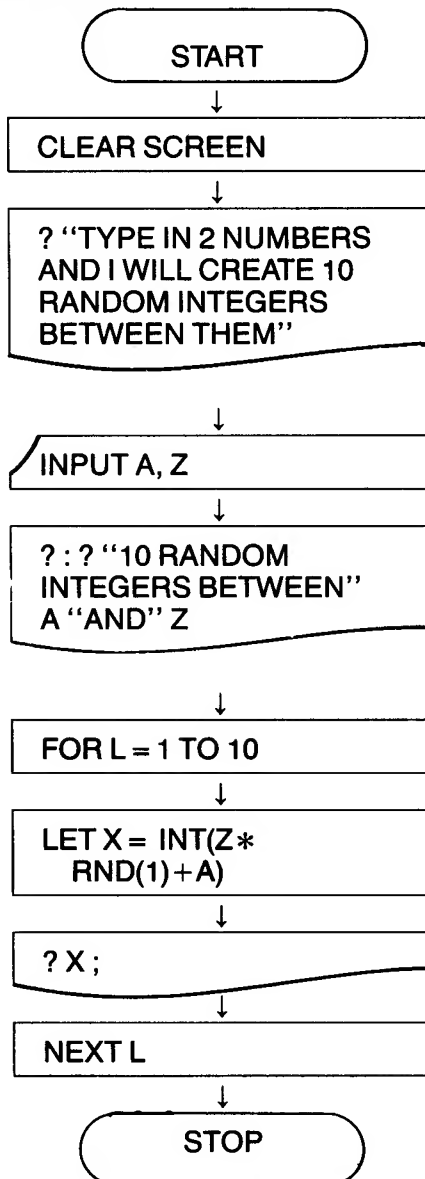 START
CLEAR SCREEN
? “TYPE IN 2 NUMBERS
AND I WILL CREATE 10
RANDOM INTEGERS
BETWEEN THEM”
INPUT A, Z
? : ? “10 RANDOM
INTEGERS BETWEEN”
A “AND” Z
FOR L = 1 TO 10
LET X = INT(Z*
RND(1)+A)
? X ;
NEXT L
STOP